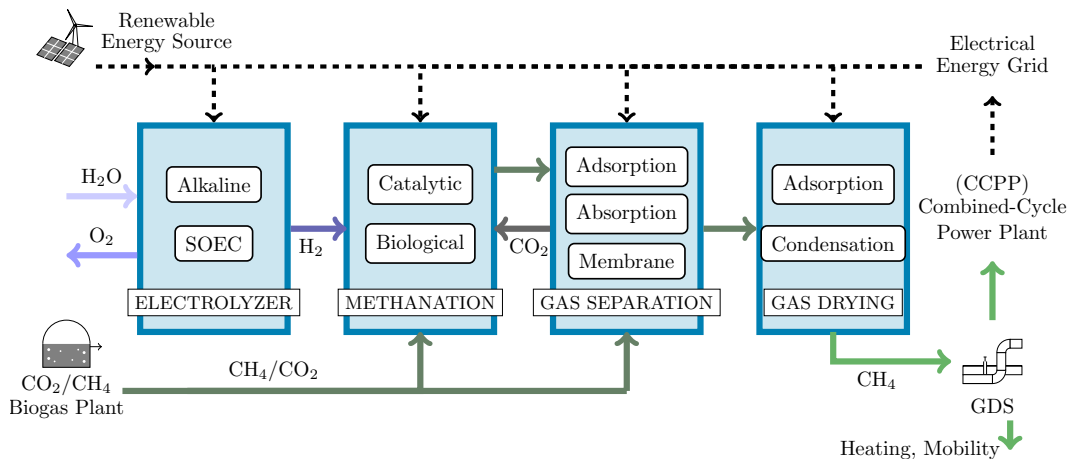 Renewable
Energy Source
Electrical
Energy Grid
H₂O
O₂
Alkaline
SOEC
ELECTROLYZER
H₂
Catalytic
Biological
METHANATION
CO₂
Adsorption
Absorption
Membrane
GAS SEPARATION
Adsorption
Condensation
GAS DRYING
(CCPP)
Combined-Cycle
Power Plant
CO₂/CH₄
Biogas Plant
CH₄/CO₂
CH₄
GDS
Heating, Mobility